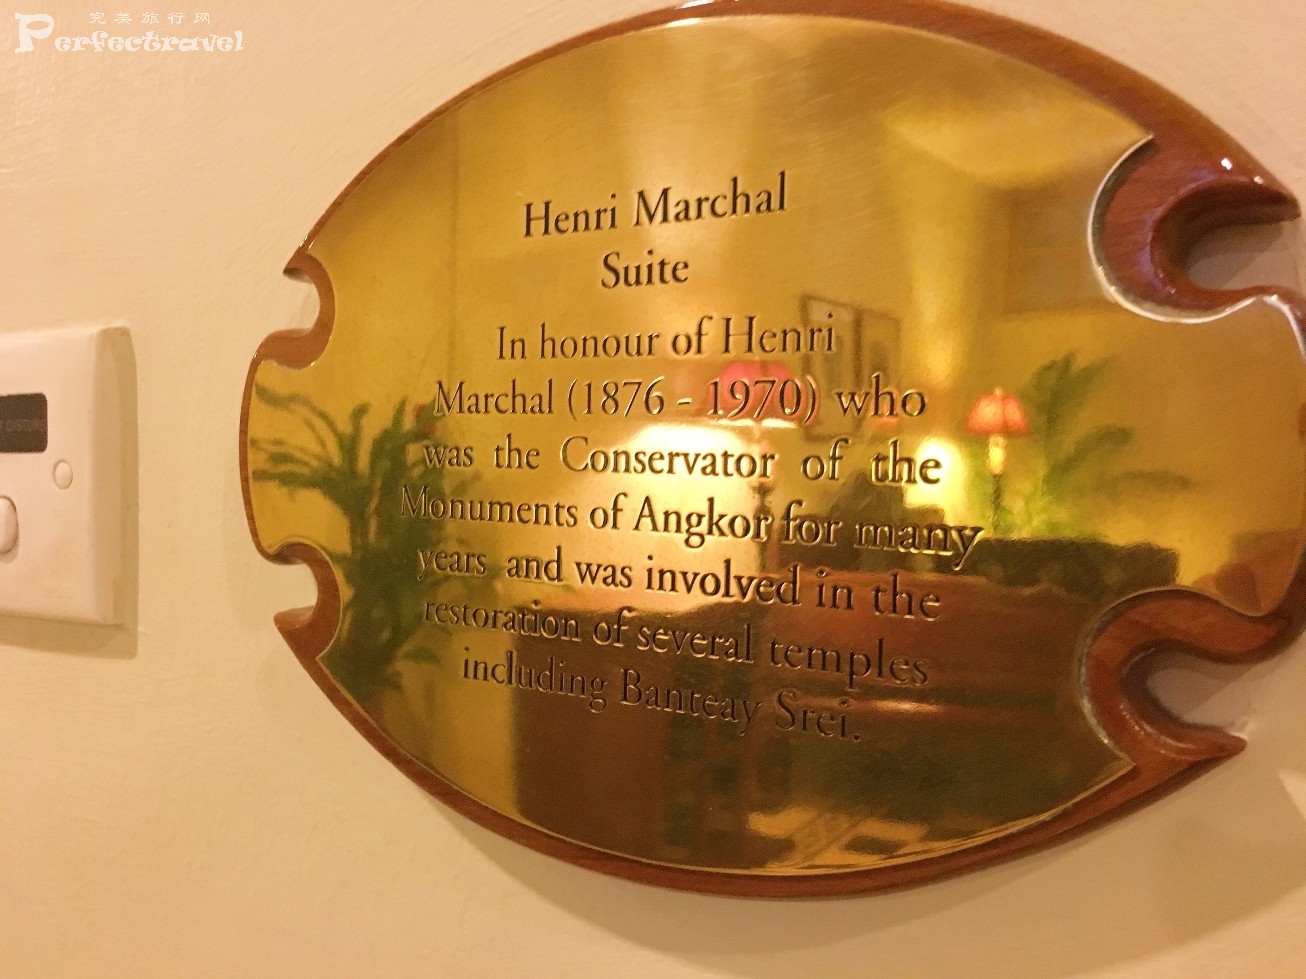 完美旅行网
Perfectravel
Henri Marchal
Suite
In honour of Henri
Marchal (1876 - 1970) who
was the Conservator of the
Monuments of Angkor for many
years and was involved in the
restoration of several temples
including Banteay Srei.